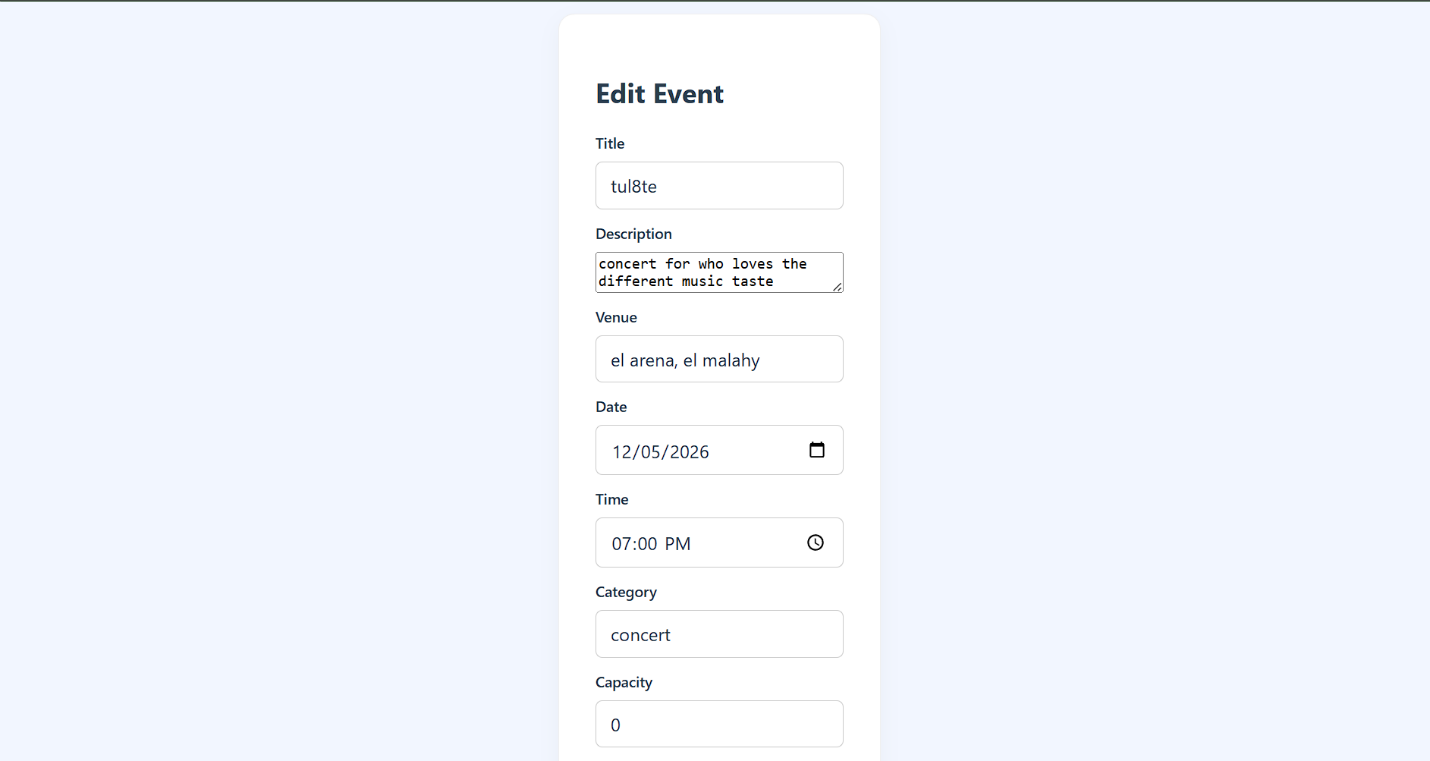 Edit Event
Title
tul8te
Description
concert for who loves the
different music taste
Venue
el arena, el malahy
Date
12/05/2026
Time
07:00 PM
Category
concert
Capacity
0